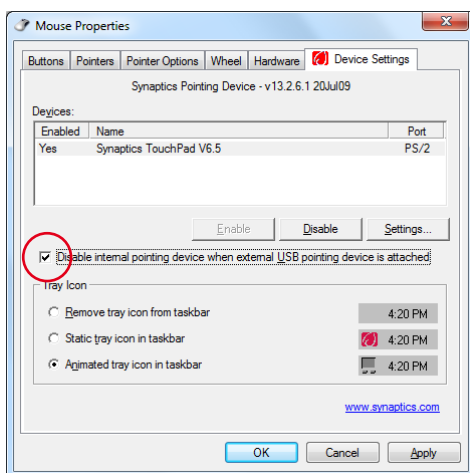 Mouse Properties
X
Buttons Pointers Pointer Options Wheel Hardware Device Settings
Synaptics Pointing Device - v13.2.6.1 20Jul09
Devices:
Enabled Name Port
Yes Synaptics TouchPad V6.5 PS/2
Enable Disable Settings...
Disable internal pointing device when external USB pointing device is attached
Tray Icon
Remove tray icon from taskbar 4:20 PM
Static tray icon in taskbar 4:20 PM
Animated tray icon in taskbar 4:20 PM
www.synaptics.com
OK Cancel Apply